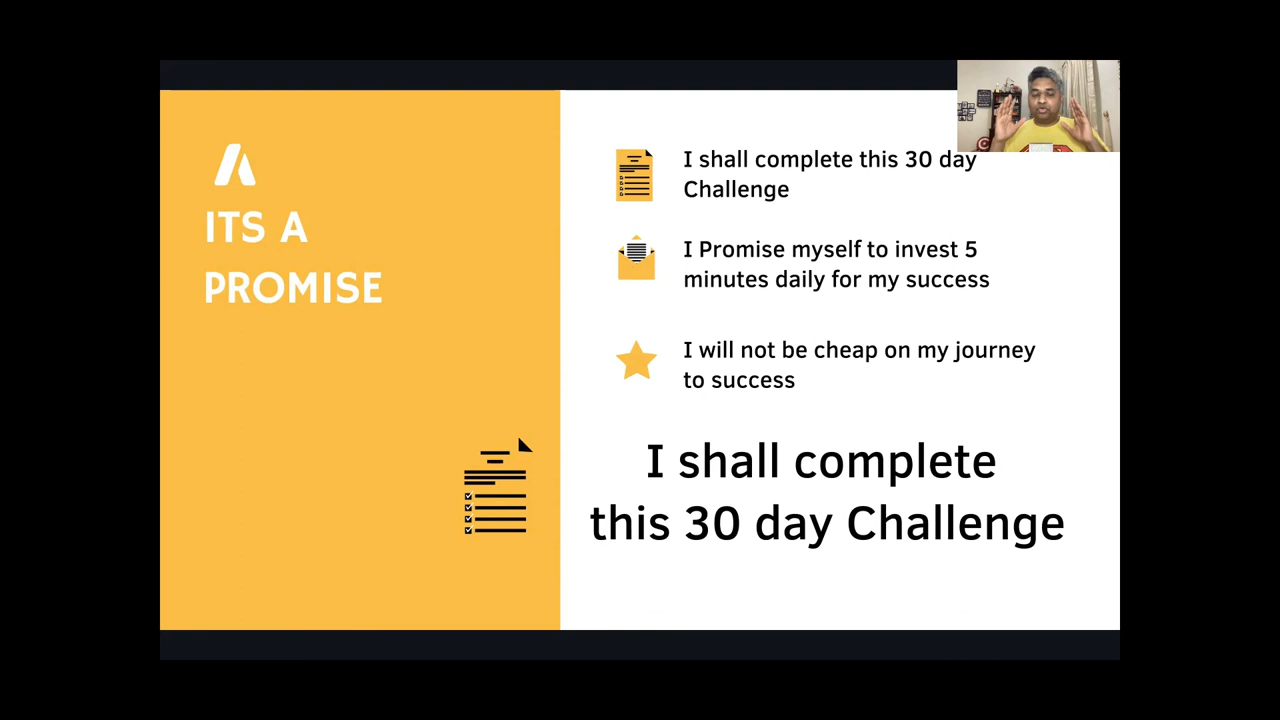 ITS A
PROMISE
I shall complete this 30 day
Challenge
I Promise myself to invest 5
minutes daily for my success
I will not be cheap on my journey
to success
I shall complete
this 30 day Challenge